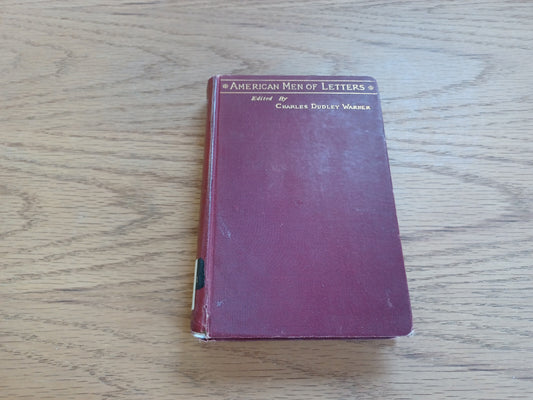 AMERICAN MEN OF LETTERS
Edited By
CHARLES DUDLEY WARNER